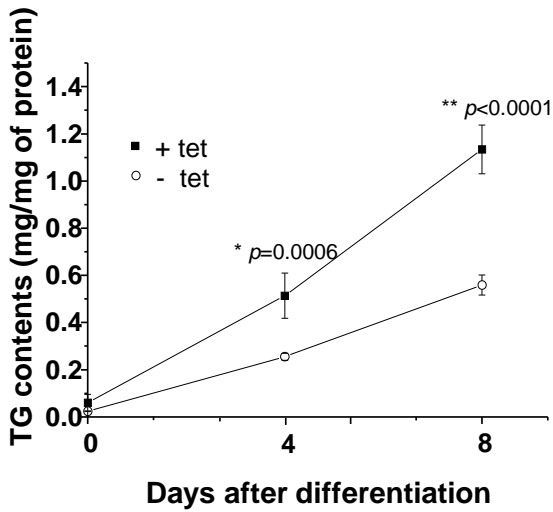 TG contents (mg/mg of protein)
1.4
1.2
1.0
0.8
0.6
0.4
0.2
0.0
+ tet
- tet
* p=0.0006
** p<0.0001
0
4
8
Days after differentiation